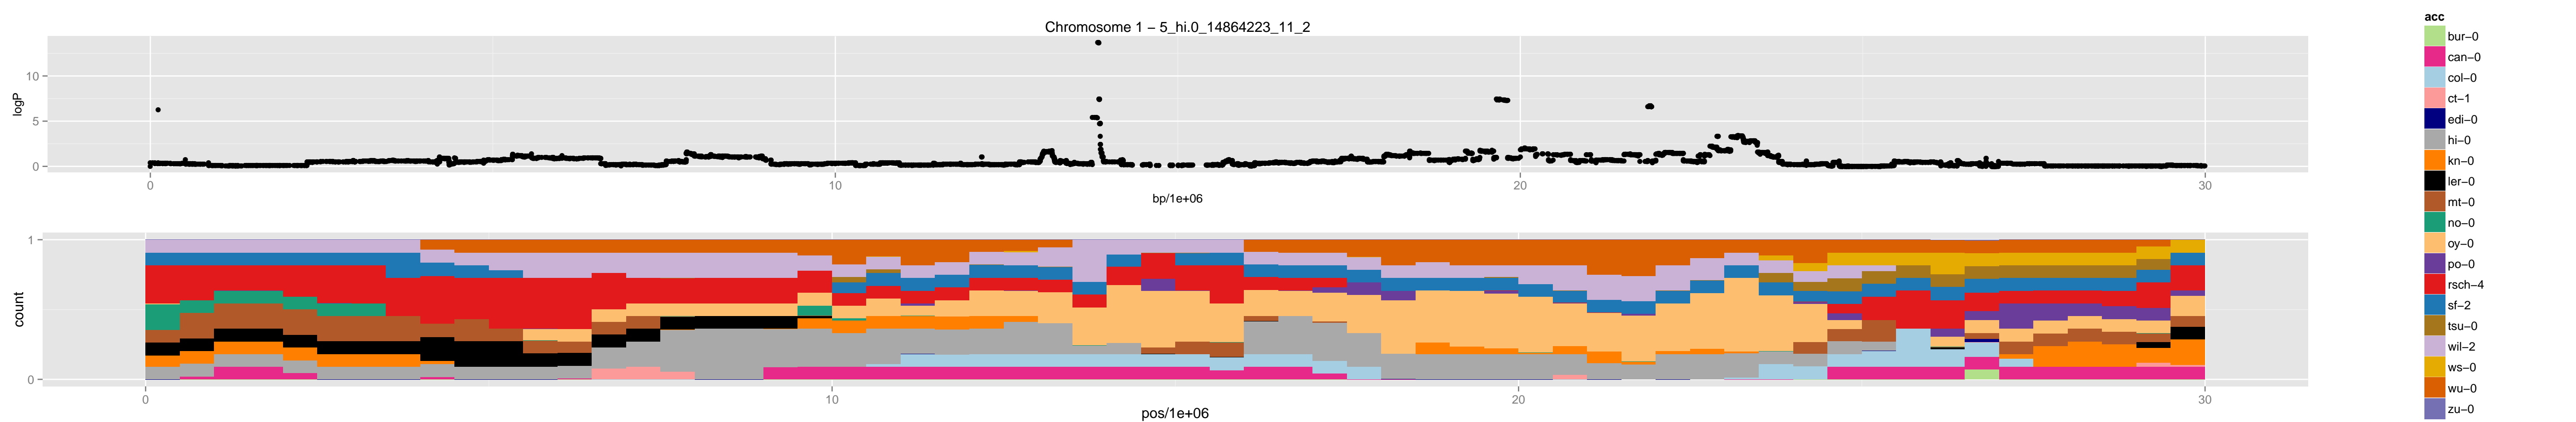 Chromosome 1 − 5_hi.0_14864223_11_2
logP
10
5
0
0
10
20
30
bp/1e+06
count
1
0
0
10
20
30
pos/1e+06
acc
bur−0
can−0
col−0
ct−1
edi−0
hi−0
kn−0
ler−0
mt−0
no−0
oy−0
po−0
rsch−4
sf−2
tsu−0
wil−2
ws−0
wu−0
zu−0